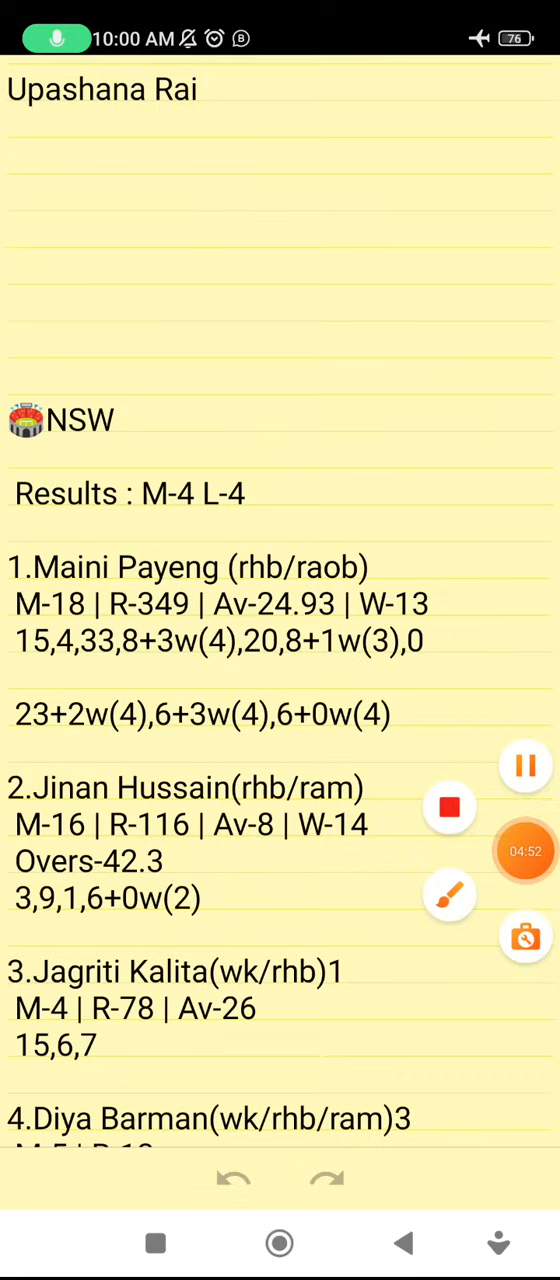 10:00 AM
76
Upashana Rai
NSW
Results : M-4 L-4
1.Maini Payeng (rhb/raob)
M-18 | R-349 | Av-24.93 | W-13
15,4,33,8+3w(4),20,8+1w(3),0
23+2w(4),6+3w(4),6+0w(4)
2.Jinan Hussain(rhb/ram)
M-16 | R-116 | Av-8 | W-14
Overs-42.3
04:52
3,9,1,6+0w(2)
3.Jagriti Kalita(wk/rhb)1
M-4 | R-78 | Av-26
15,6,7
4.Diya Barman(wk/rhb/ram)3